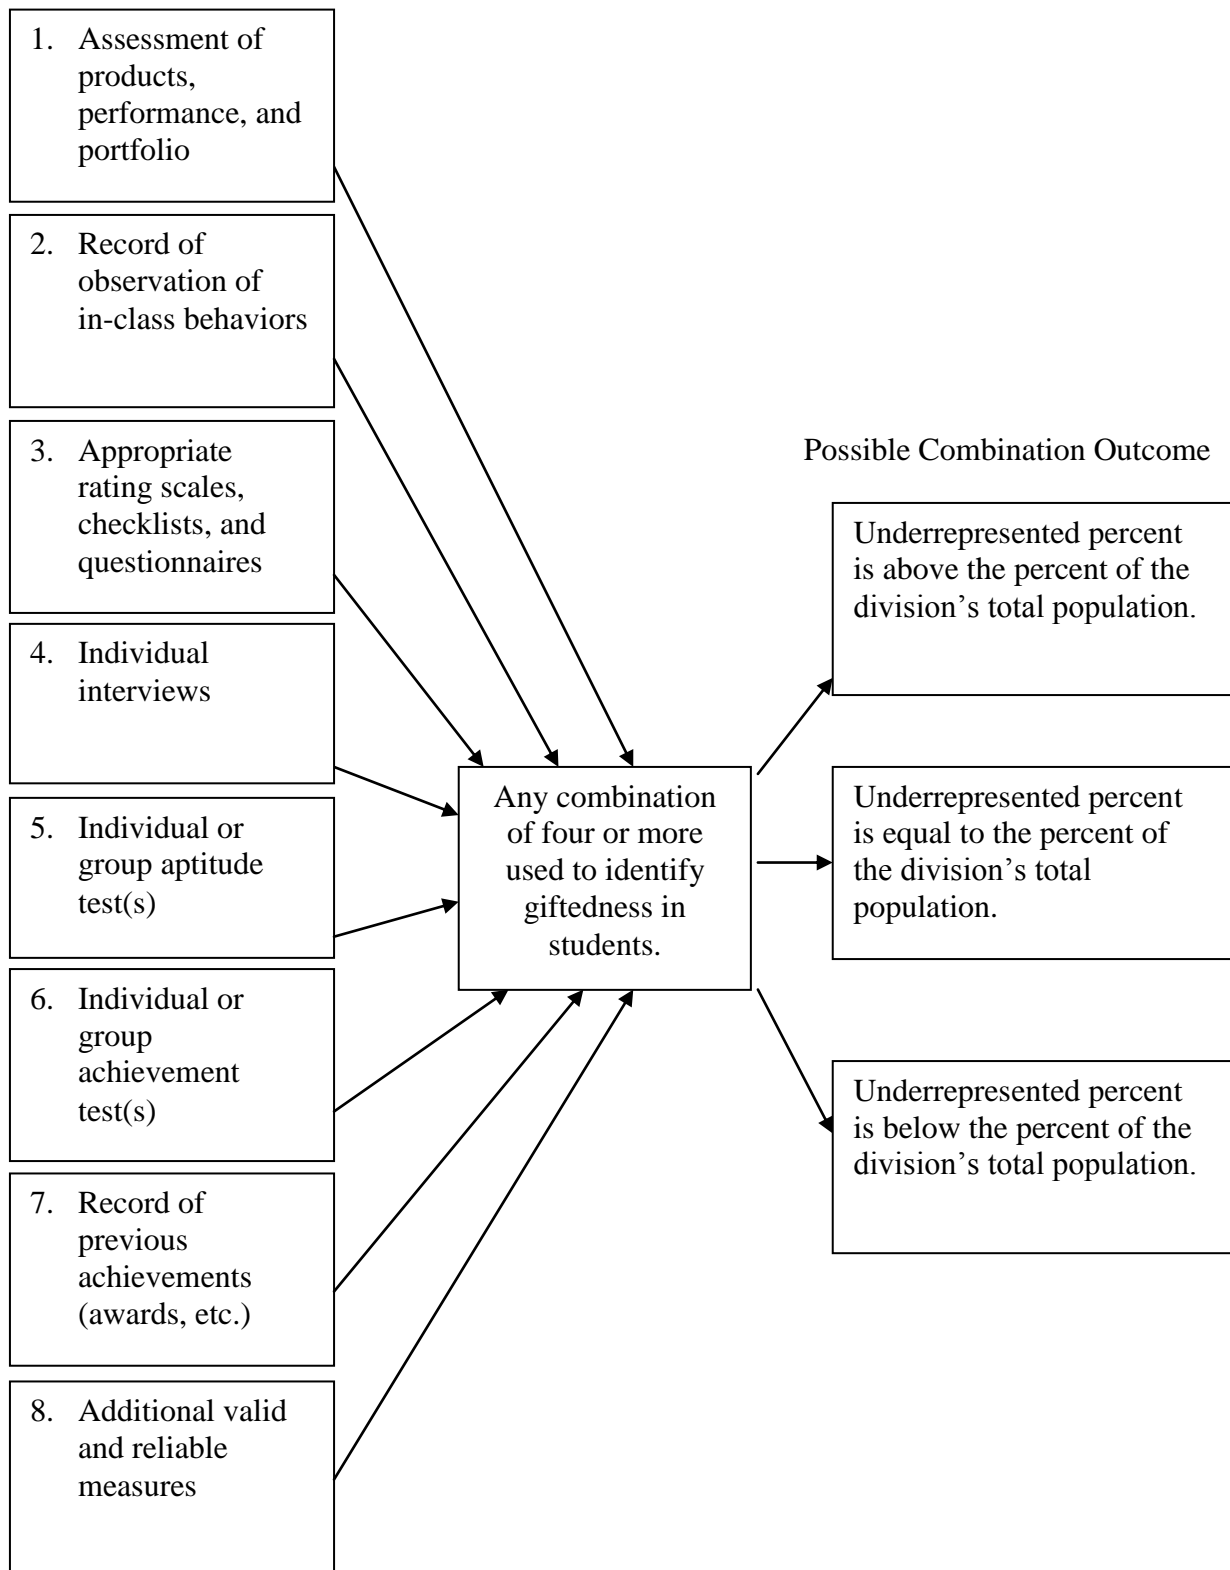 1. Assessment of
products,
performance, and
portfolio
2. Record of
observation of
in-class behaviors
3. Appropriate
rating scales,
checklists, and
questionnaires
4. Individual
interviews
5. Individual or
group aptitude
test(s)
6. Individual or
group
achievement
test(s)
7. Record of
previous
achievements
(awards, etc.)
8. Additional valid
and reliable
measures
Any combination
of four or more
used to identify
giftedness in
students.
Possible Combination Outcome
Underrepresented percent
is above the percent of the
division’s total population.
Underrepresented percent
is equal to the percent of
the division’s total
population.
Underrepresented percent
is below the percent of the
division’s total population.